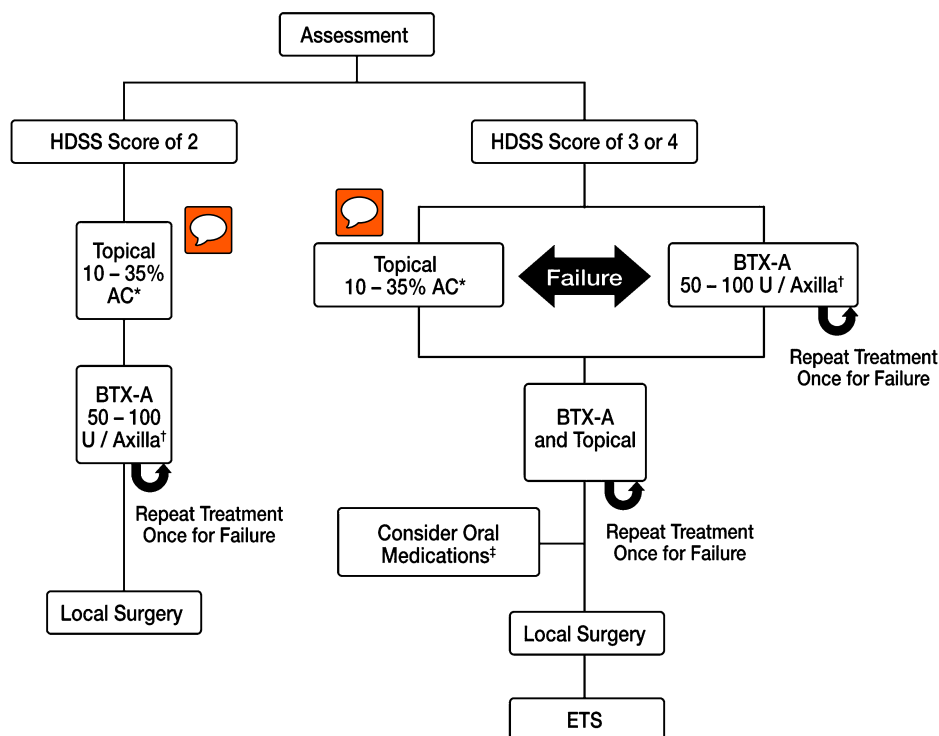 Assessment
HDSS Score of 2
HDSS Score of 3 or 4
Topical
10 – 35%
AC*
Topical
10 – 35% AC*
Failure
BTX-A
50 – 100 U / Axilla†
Repeat Treatment
Once for Failure
BTX-A
50 – 100
U / Axilla†
Repeat Treatment
Once for Failure
BTX-A
and Topical
Repeat Treatment
Once for Failure
Consider Oral
Medications‡
Local Surgery
Local Surgery
ETS